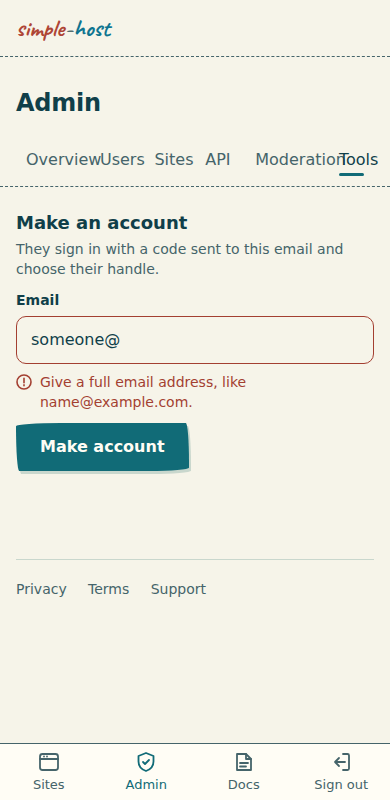 simple-host
Admin
Overview Users Sites API Moderation Tools
Make an account
They sign in with a code sent to this email and
choose their handle.
Email
someone@
Give a full email address, like
name@example.com.
Make account
Privacy Terms Support
Sites Admin Docs Sign out